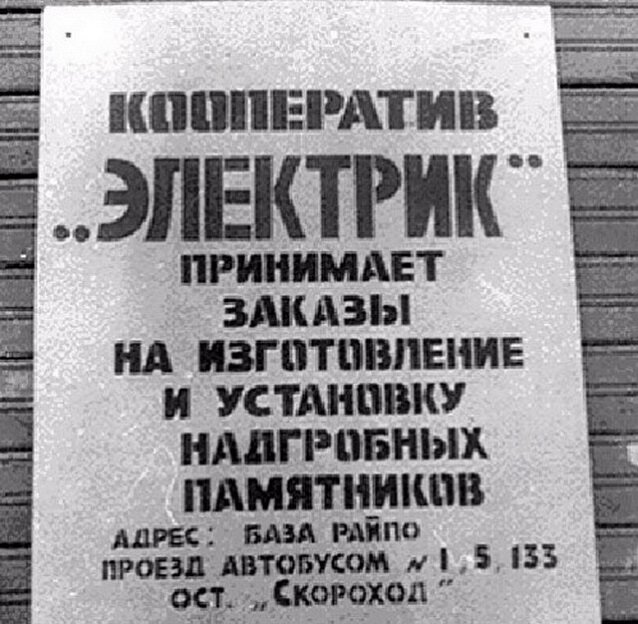 КООПЕРАТИВ
„ЭЛЕКТРИК"
ПРИНИМАЕТ
ЗАКАЗЫ
НА ИЗГОТОВЛЕНИЕ
И УСТАНОВКУ
НАДГРОБНЫХ
ПАМЯТНИКОВ
АДРЕС: БАЗА РАЙПО
ПРОЕЗД АВТОБУСОМ N 1, 5, 133
ОСТ. „СКОРОХОД"